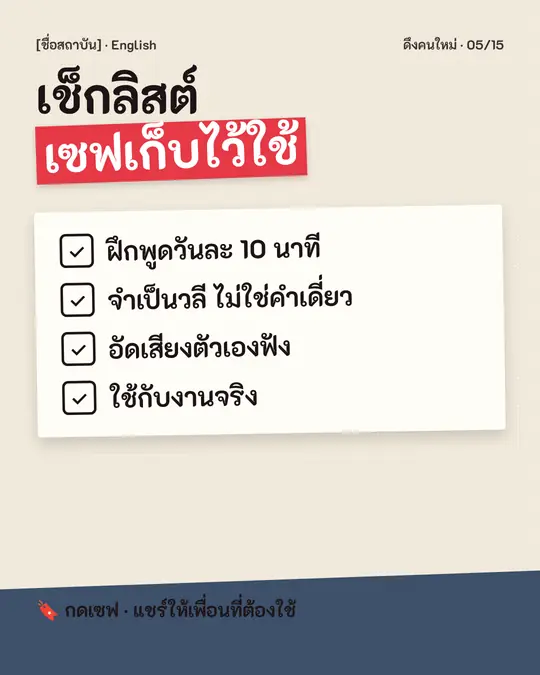 [ชื่อสถาบัน] · English
ดึงคนใหม่ · 05/15
เช็กลิสต์
เซฟเก็บไว้ใช้
ฝึกพูดวันละ 10 นาที
จำเป็นวลี ไม่ใช่คำเดี่ยว
อัดเสียงตัวเองฟัง
ใช้กับงานจริง
🔖 กดเซฟ · แชร์ให้เพื่อนที่ต้องใช้